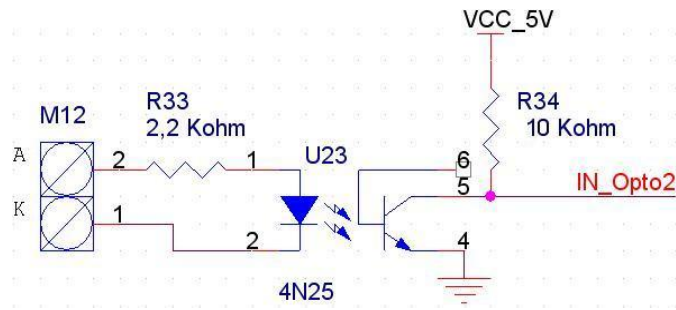 VCC_5V
M12
R33
2,2 Kohm
R34
10 Kohm
A
2
1
U23
6
5
IN_Opto2
K
1
2
4
4N25